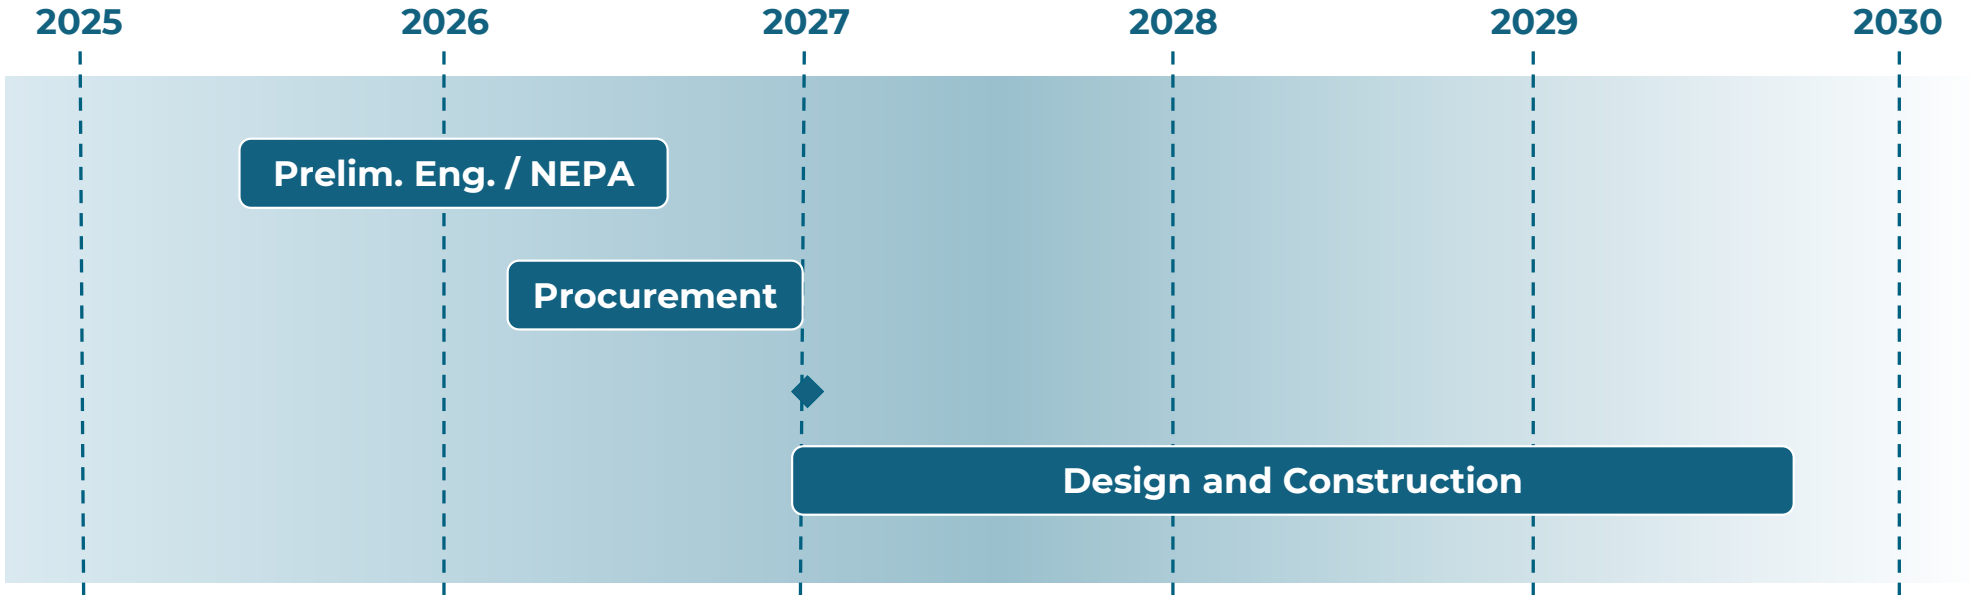 2025 2026 2027 2028 2029 2030
Prelim. Eng. / NEPA
Procurement
Design and Construction